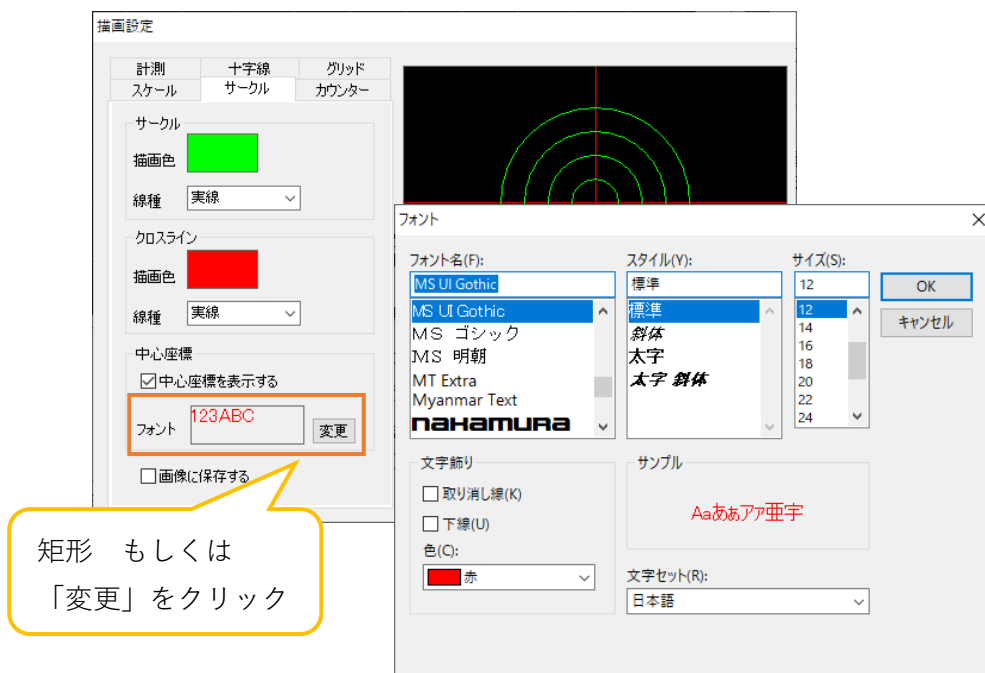 描画設定
計測 十字線 グリッド
スケール サークル カウンター
サークル
描画色
線種 実線
クロスライン
描画色
線種 実線
中心座標
中心座標を表示する
フォント 123ABC 変更
画像に保存する
矩形　もしくは
「変更」をクリック
フォント
フォント名(F):
MS UI Gothic
MS UI Gothic
MS ゴシック
MS 明朝
MT Extra
Myanmar Text
nakamura
スタイル(Y):
標準
標準
斜体
太字
太字 斜体
サイズ(S):
12
12
14
16
18
20
22
24
OK
キャンセル
文字飾り
取り消し線(K)
下線(U)
色(C):
赤
サンプル
Aaあぁアァ亜宇
文字セット(R):
日本語